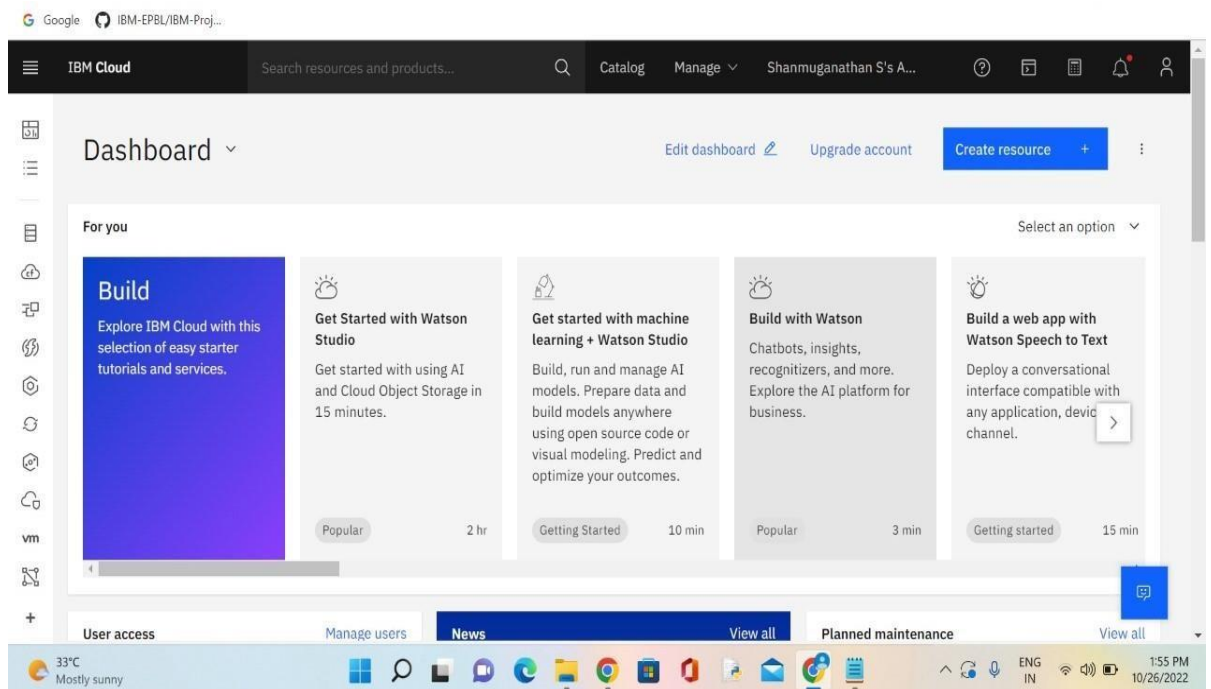 Google IBM-EPBL/IBM-Proj...
IBM Cloud Search resources and products... Catalog Manage Shanmuganathan S's A...
Dashboard Edit dashboard Upgrade account Create resource +
For you Select an option
Build
Explore IBM Cloud with this
selection of easy starter
tutorials and services.
Get Started with Watson
Studio
Get started with using AI
and Cloud Object Storage in
15 minutes.
Popular 2 hr
Get started with machine
learning + Watson Studio
Build, run and manage AI
models. Prepare data and
build models anywhere
using open source code or
visual modeling. Predict and
optimize your outcomes.
Getting Started 10 min
Build with Watson
Chatbots, insights,
recognitizers, and more.
Explore the AI platform for
business.
Popular 3 min
Build a web app with
Watson Speech to Text
Deploy a conversational
interface compatible with
any application, devic
channel.
Getting started 15 min
vm
User access Manage users
News View all
Planned maintenance View all
33°C
Mostly sunny
ENG
IN
1:55 PM
10/26/2022